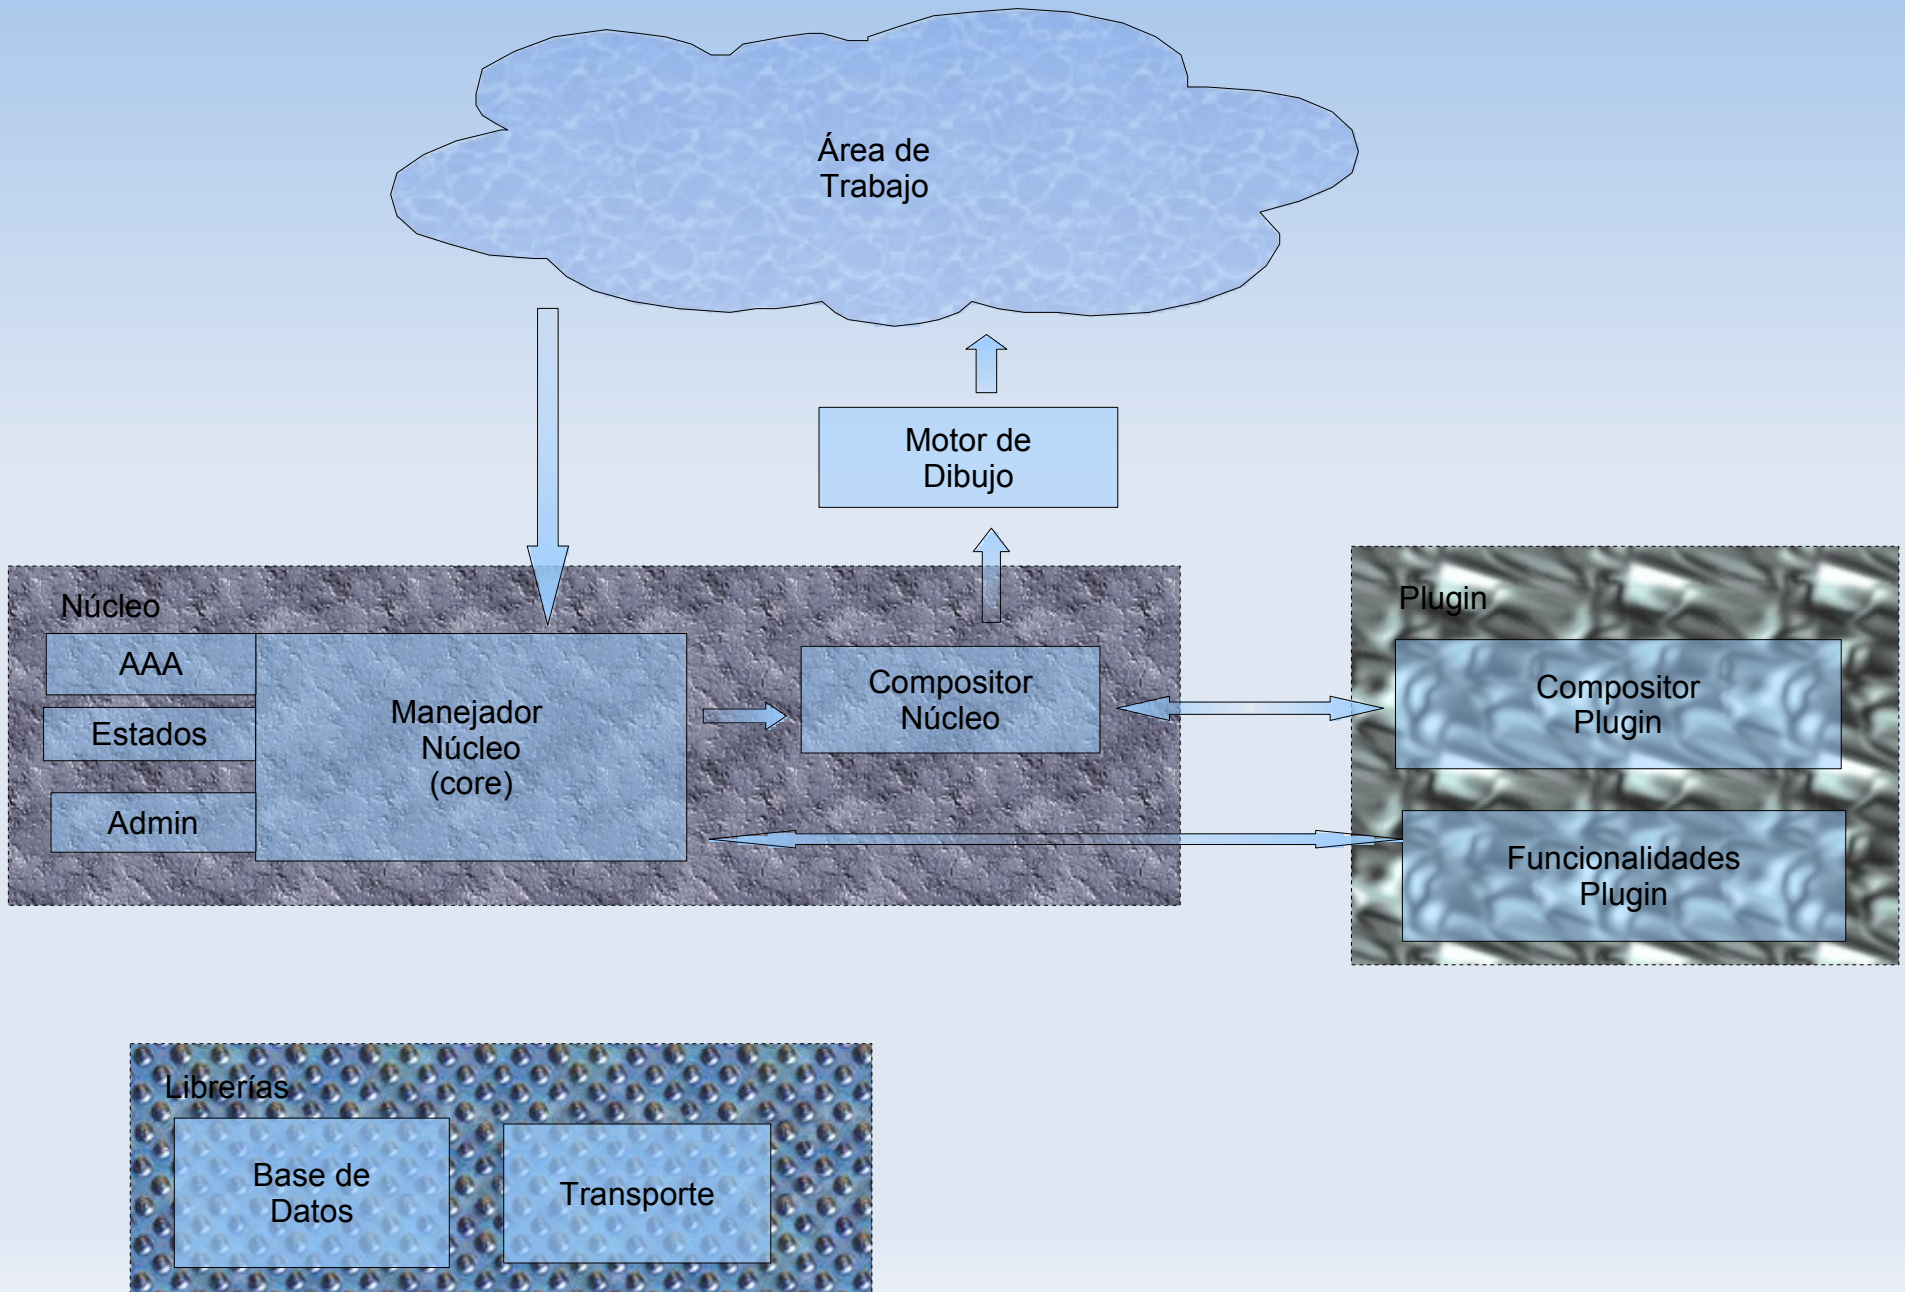 Área de
Trabajo
Motor de
Dibujo
Núcleo
AAA
Estados
Admin
Manejador
Núcleo
(core)
Compositor
Núcleo
Plugin
Compositor
Plugin
Funcionalidades
Plugin
Librerías
Base de
Datos
Transporte